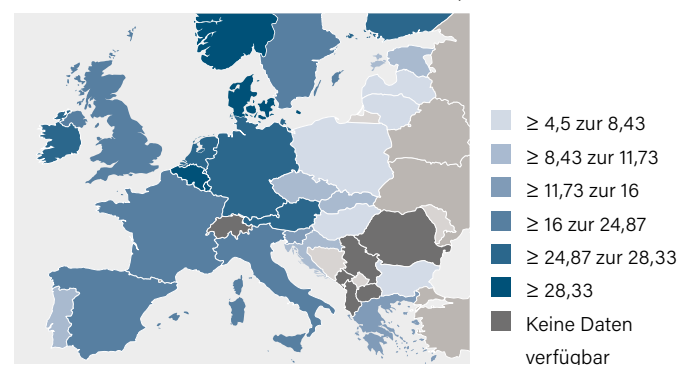 ≥ 4,5 zur 8,43
≥ 8,43 zur 11,73
≥ 11,73 zur 16
≥ 16 zur 24,87
≥ 24,87 zur 28,33
≥ 28,33
Keine Daten
verfügbar